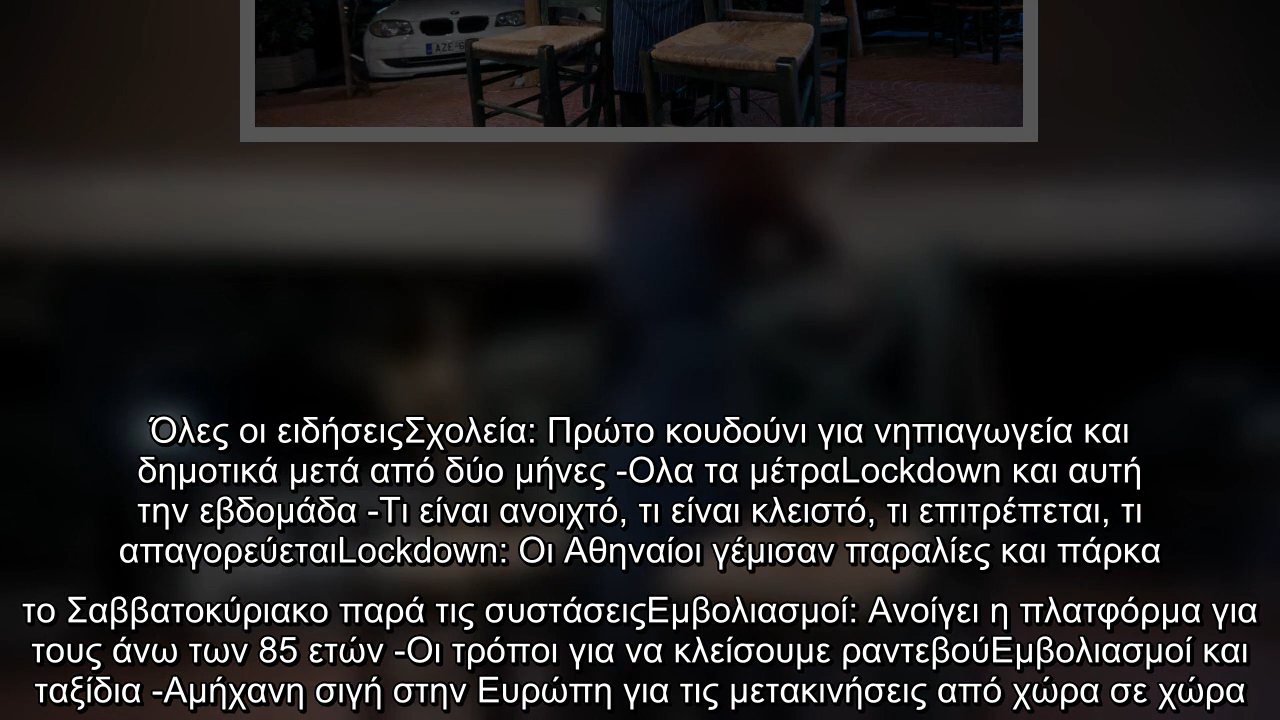 ΑΖΕ-6
Όλες οι ειδήσειςΣχολεία: Πρώτο κουδούνι για νηπιαγωγεία και
δημοτικά μετά από δύο μήνες -Ολα τα μέτραLockdown και αυτή
την εβδομάδα -Τι είναι ανοιχτό, τι είναι κλειστό, τι επιτρέπεται, τι
απαγορεύεταιLockdown: Οι Αθηναίοι γέμισαν παραλίες και πάρκα
το Σαββατοκύριακο παρά τις συστάσειςΕμβολιασμοί: Ανοίγει η πλατφόρμα για
τους άνω των 85 ετών -Οι τρόποι για να κλείσουμε ραντεβούΕμβολιασμοί και
ταξίδια -Αμήχανη σιγή στην Ευρώπη για τις μετακινήσεις από χώρα σε χώρα